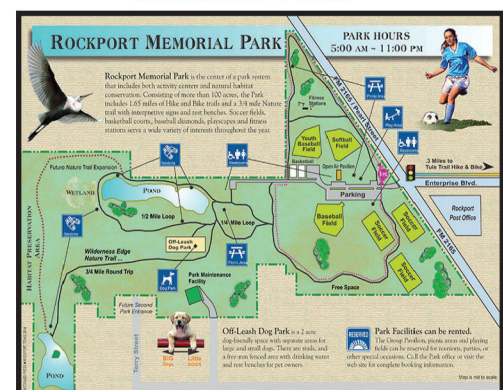 ROCKPORT MEMORIAL PARK
PARK HOURS
5:00 AM ~ 11:00 PM
Rockport Memorial Park is the center of a park system
that includes both activity centers and natural habitat
conservation. Consisting of more than 100 acres, the Park
includes 1.65 miles of Hike and Bike trails and a 3/4 mile Nature
trail with interpretive signs and rest benches. Soccer fields,
basketball courts, baseball diamonds, playscapes and fitness
stations serve a wide variety of interests throughout the year.
Fitness
Stations
FM 2165 / Pearl Street
Picnic Area
Play Area
Restrooms
Youth
Baseball
Field
Softball
Field
Restrooms
Basketball
Open Air Pavilion
.3 Miles to
Tule Trail Hike & Bike
Enterprise Blvd.
Parking
Future Nature Trail Expansion
WETLAND
POND
1/2 Mile Loop
1/4 Mile Loop
Baseball
Field
Soccer
Field
Soccer
Field
Soccer
Field
Rockport
Post Office
FM 2165
HABITAT PRESERVATION
AREA
Off-Leash
Dog Park
Wilderness Edge
Nature Trail ...
3/4 Mile Round Trip
Dog Park
Picnic Area
Park Maintenance
Facility
Free Space
Future Second
Park Entrance
Terry Street
POND
BIG
Dogs
Little
DOGS
Off-Leash Dog Park is a 2 acre
dog-friendly space with separate areas for
large and small dogs. There are trails, and
a free-run fenced area with drinking water
and rest benches for pet owners.
RESERVED
Park Facilities can be rented.
The Group Pavilion, picnic areas and playing
fields can be reserved for reunions, parties, or
other special occasions. Call the Park office or visit the
web site for complete booking information.
Map is not to scale